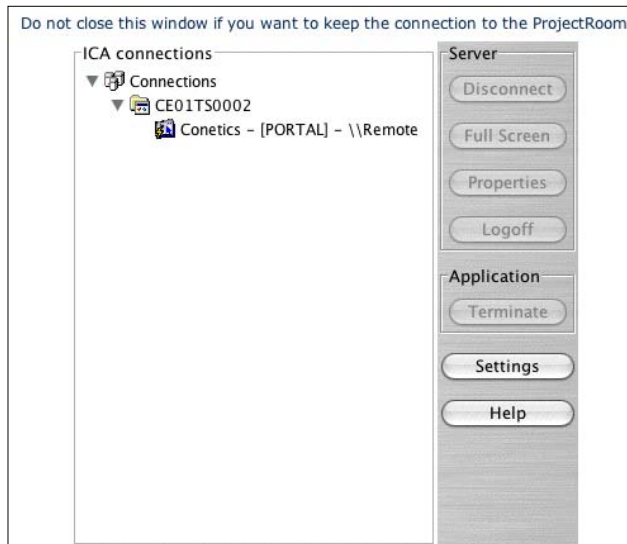 Do not close this window if you want to keep the connection to the ProjectRoom
ICA connections
Connections
CE01TS0002
Conetics - [PORTAL] - \\Remote
Server
Disconnect
Full Screen
Properties
Logoff
Application
Terminate
Settings
Help